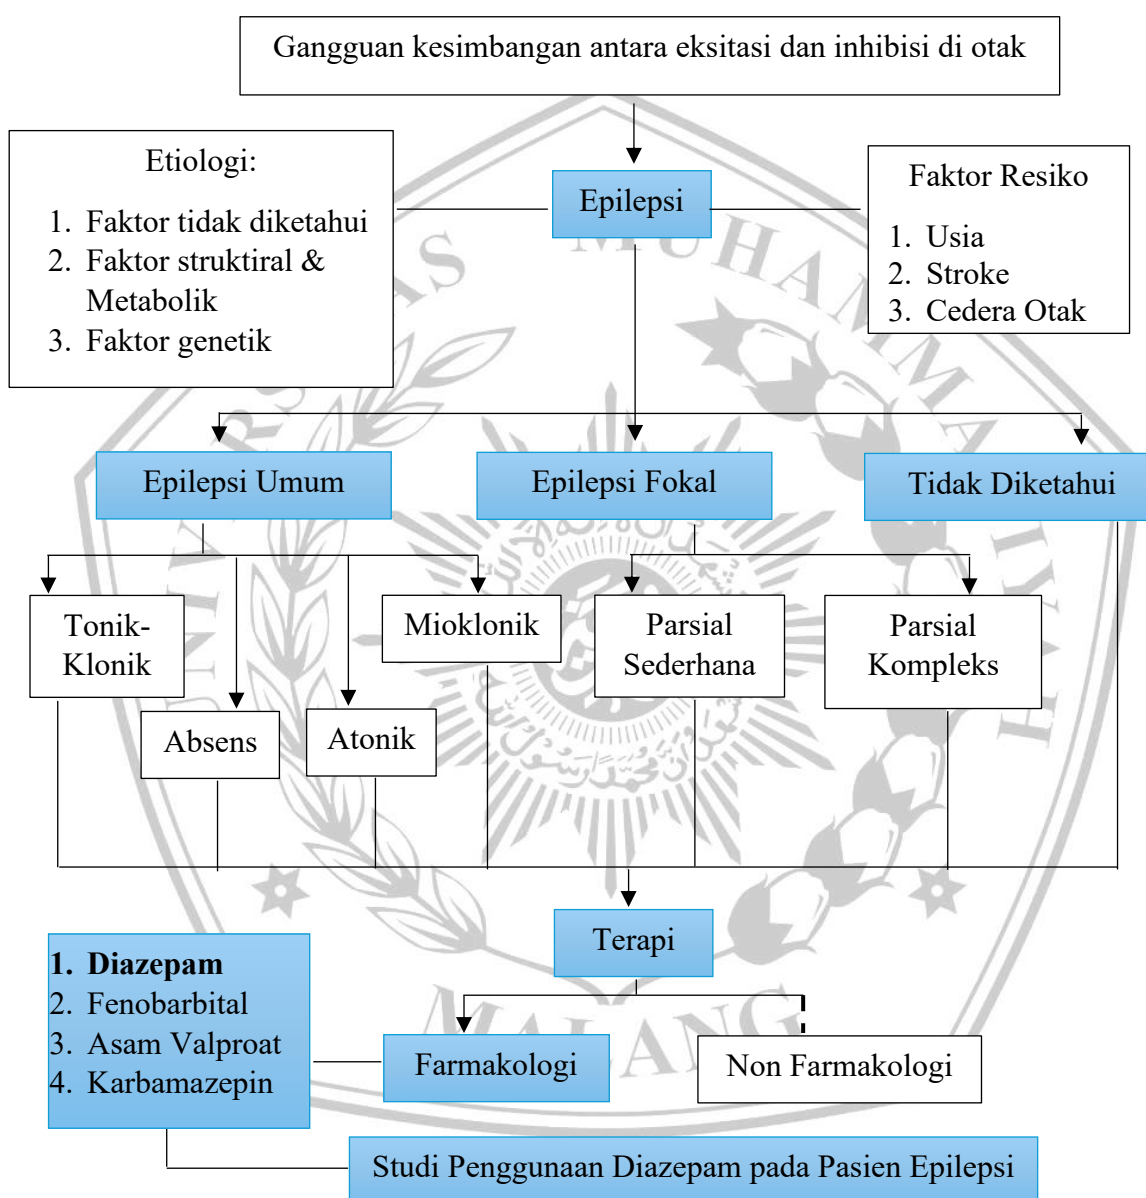 Gangguan kesimbangan antara eksitasi dan inhibisi di otak
Etiologi:
1. Faktor tidak diketahui
2. Faktor struktiral &
Metabolik
3. Faktor genetik
Epilepsi
Faktor Resiko
1. Usia
2. Stroke
3. Cedera Otak
Epilepsi Umum
Epilepsi Fokal
Tidak Diketahui
Tonik-
Klonik
Absens
Atonik
Mioklonik
Parsial
Sederhana
Parsial
Kompleks
Terapi
1. Diazepam
2. Fenobarbital
3. Asam Valproat
4. Karbamazepin
Farmakologi
Non Farmakologi
Studi Penggunaan Diazepam pada Pasien Epilepsi
MUHAMMA
IYAH
MALANG